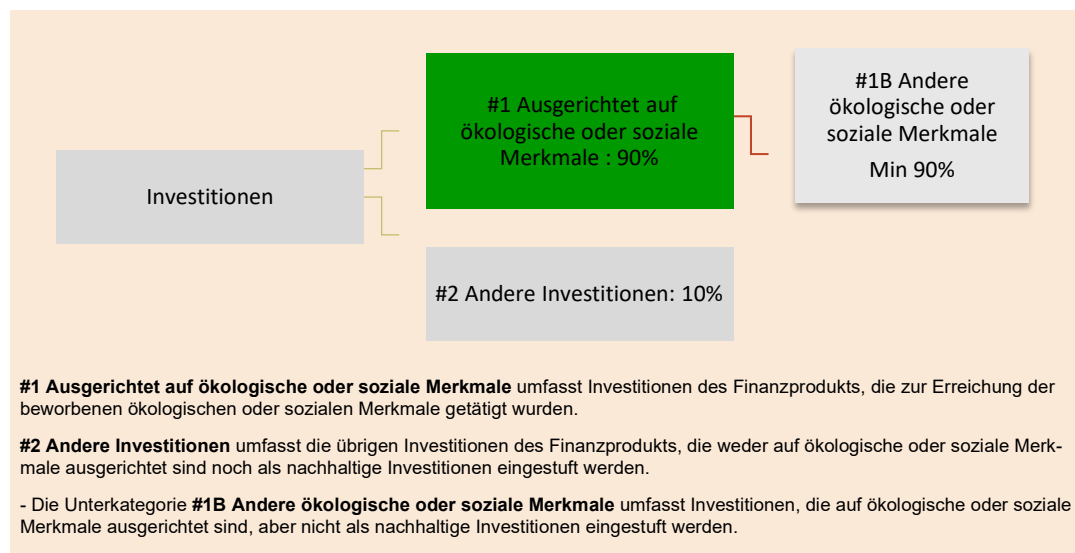 Investitionen
#1 Ausgerichtet auf
ökologische oder soziale
Merkmale : 90%
#1B Andere
ökologische oder
soziale Merkmale
Min 90%
#2 Andere Investitionen: 10%
#1 Ausgerichtet auf ökologische oder soziale Merkmale umfasst Investitionen des Finanzprodukts, die zur Erreichung der
beworbenen ökologischen oder sozialen Merkmale getätigt wurden.
#2 Andere Investitionen umfasst die übrigen Investitionen des Finanzprodukts, die weder auf ökologische oder soziale Merk-
male ausgerichtet sind noch als nachhaltige Investitionen eingestuft werden.
- Die Unterkategorie #1B Andere ökologische oder soziale Merkmale umfasst Investitionen, die auf ökologische oder soziale
Merkmale ausgerichtet sind, aber nicht als nachhaltige Investitionen eingestuft werden.